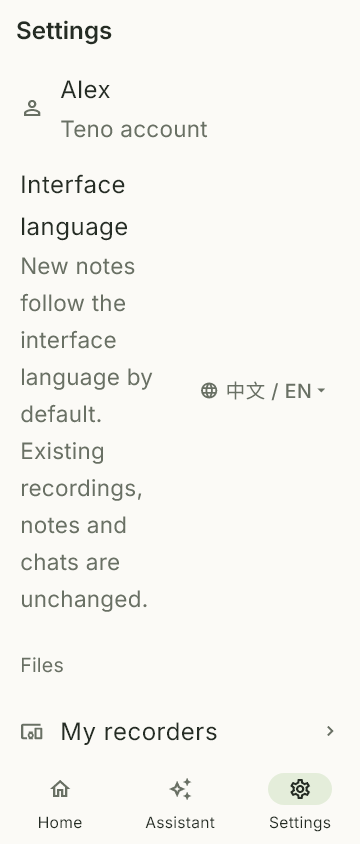 Settings
Alex
Teno account
Interface
language
New notes
follow the
interface
language by
default.
Existing
recordings,
notes and
chats are
unchanged.
中文 / EN
Files
My recorders
Home
Assistant
Settings